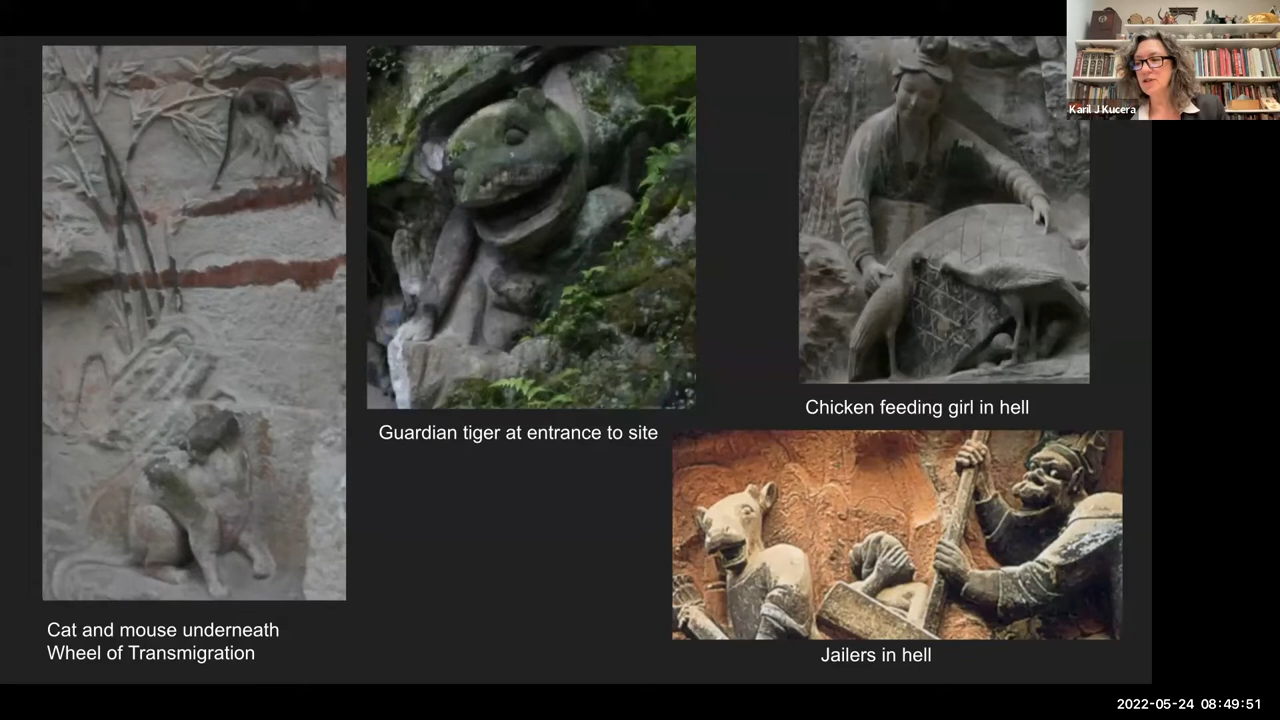 Karil J Kucera
Chicken feeding girl in hell
Guardian tiger at entrance to site
Cat and mouse underneath
Wheel of Transmigration
Jailers in hell
2022-05-24 08:49:51